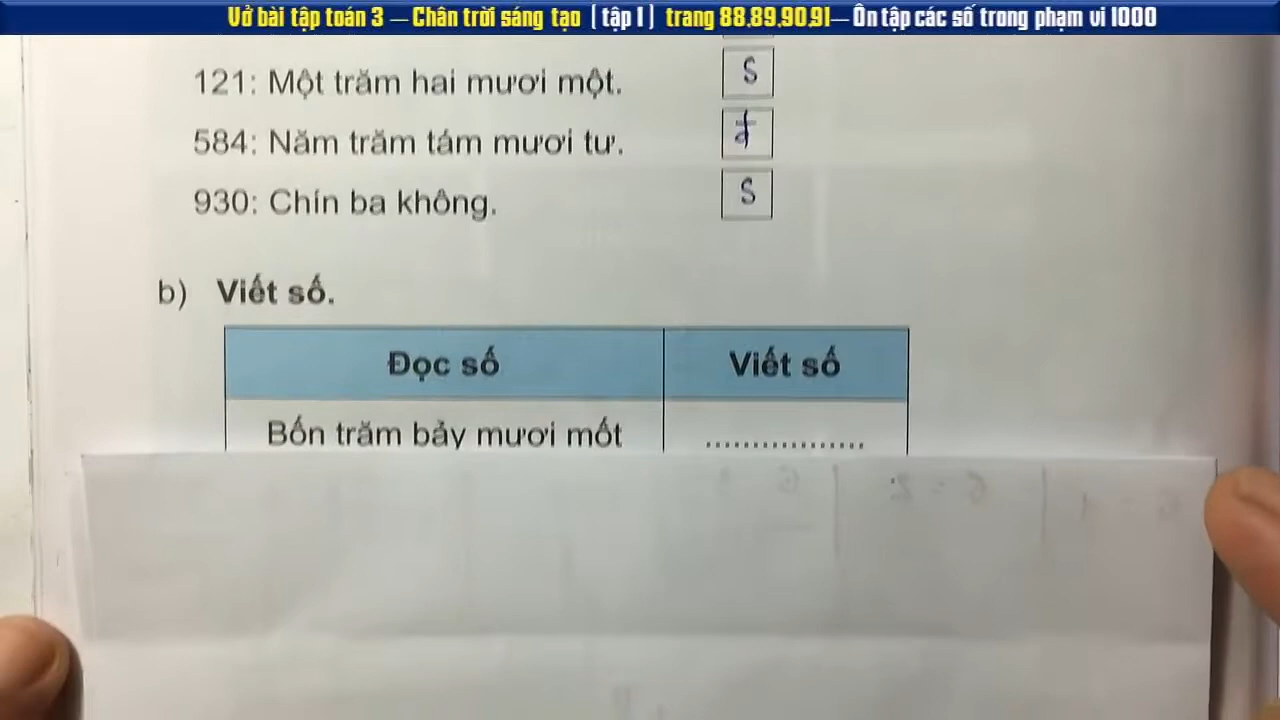 Vở bài tập toán 3 – Chân trời sáng tạo (tập 1) trang 88.89.90.91– Ôn tập các số trong phạm vi 1000
121: Một trăm hai mươi một. S
584: Năm trăm tám mươi tư. đ
930: Chín ba không. S
b) Viết số.
Đọc số Viết số
Bốn trăm bảy mươi mốt ................